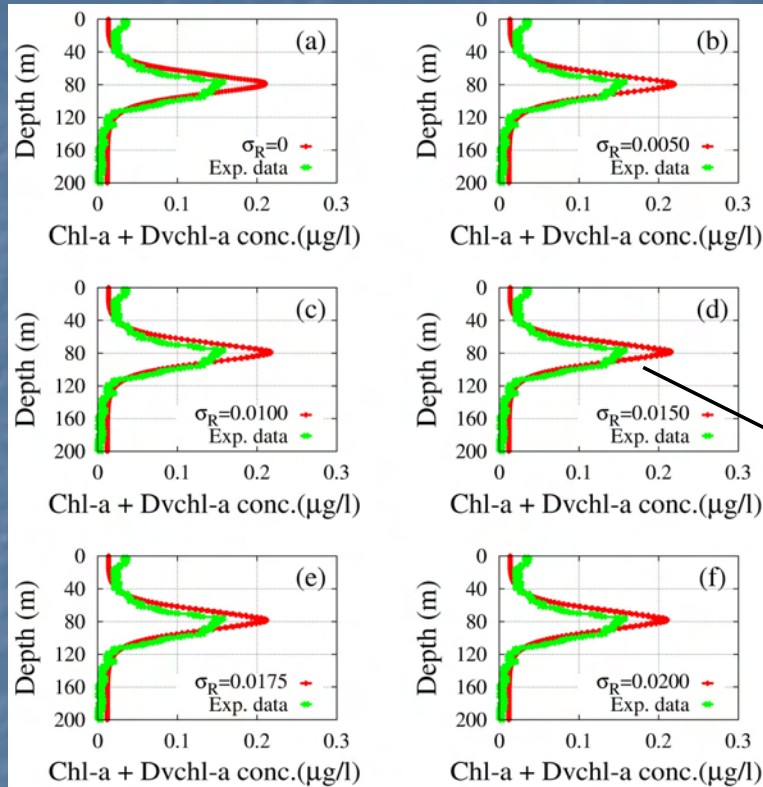 0
40
80
120
160
200
Depth (m)
(a)
σR=0
Exp. data
0 0.1 0.2 0.3
Chl-a + Dvchl-a conc.(μg/l)
0
40
80
120
160
200
Depth (m)
(b)
σR=0.0050
Exp. data
0 0.1 0.2 0.3
Chl-a + Dvchl-a conc.(μg/l)
0
40
80
120
160
200
Depth (m)
(c)
σR=0.0100
Exp. data
0 0.1 0.2 0.3
Chl-a + Dvchl-a conc.(μg/l)
0
40
80
120
160
200
Depth (m)
(d)
σR=0.0150
Exp. data
0 0.1 0.2 0.3
Chl-a + Dvchl-a conc.(μg/l)
0
40
80
120
160
200
Depth (m)
(e)
σR=0.0175
Exp. data
0 0.1 0.2 0.3
Chl-a + Dvchl-a conc.(μg/l)
0
40
80
120
160
200
Depth (m)
(f)
σR=0.0200
Exp. data
0 0.1 0.2 0.3
Chl-a + Dvchl-a conc.(μg/l)